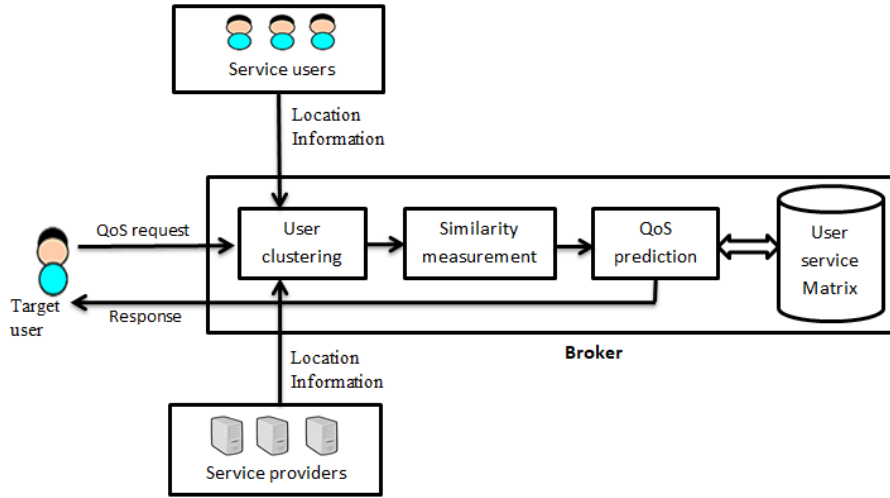 Service users
Location
Information
QoS request
User
clustering
Similarity
measurement
QoS
prediction
User
service
Matrix
Target
user
Response
Broker
Location
Information
Service providers